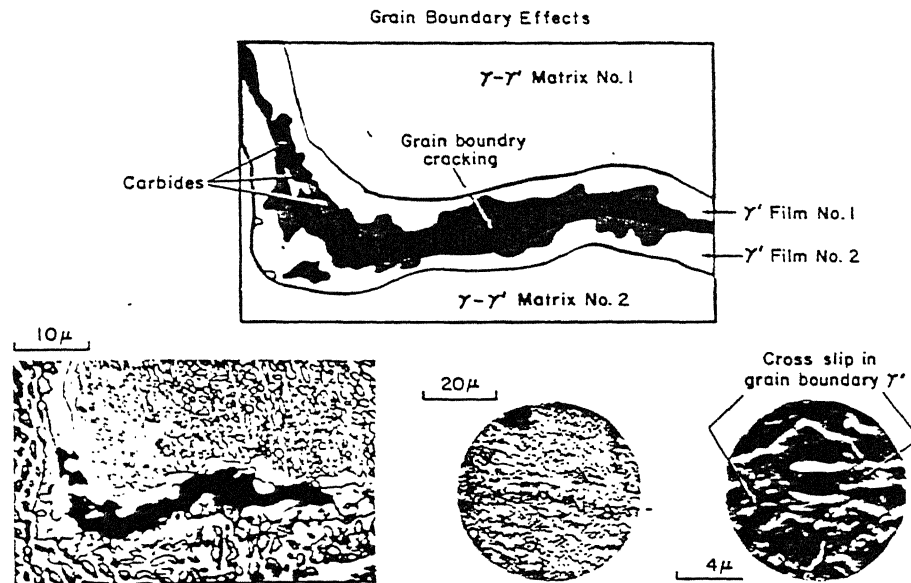 Grain Boundary Effects
γ-γ' Matrix No. 1
Grain boundry
cracking
Carbides
γ' Film No. 1
γ' Film No. 2
γ-γ' Matrix No. 2
10μ
20μ
Cross slip in
grain boundary γ'
4μ